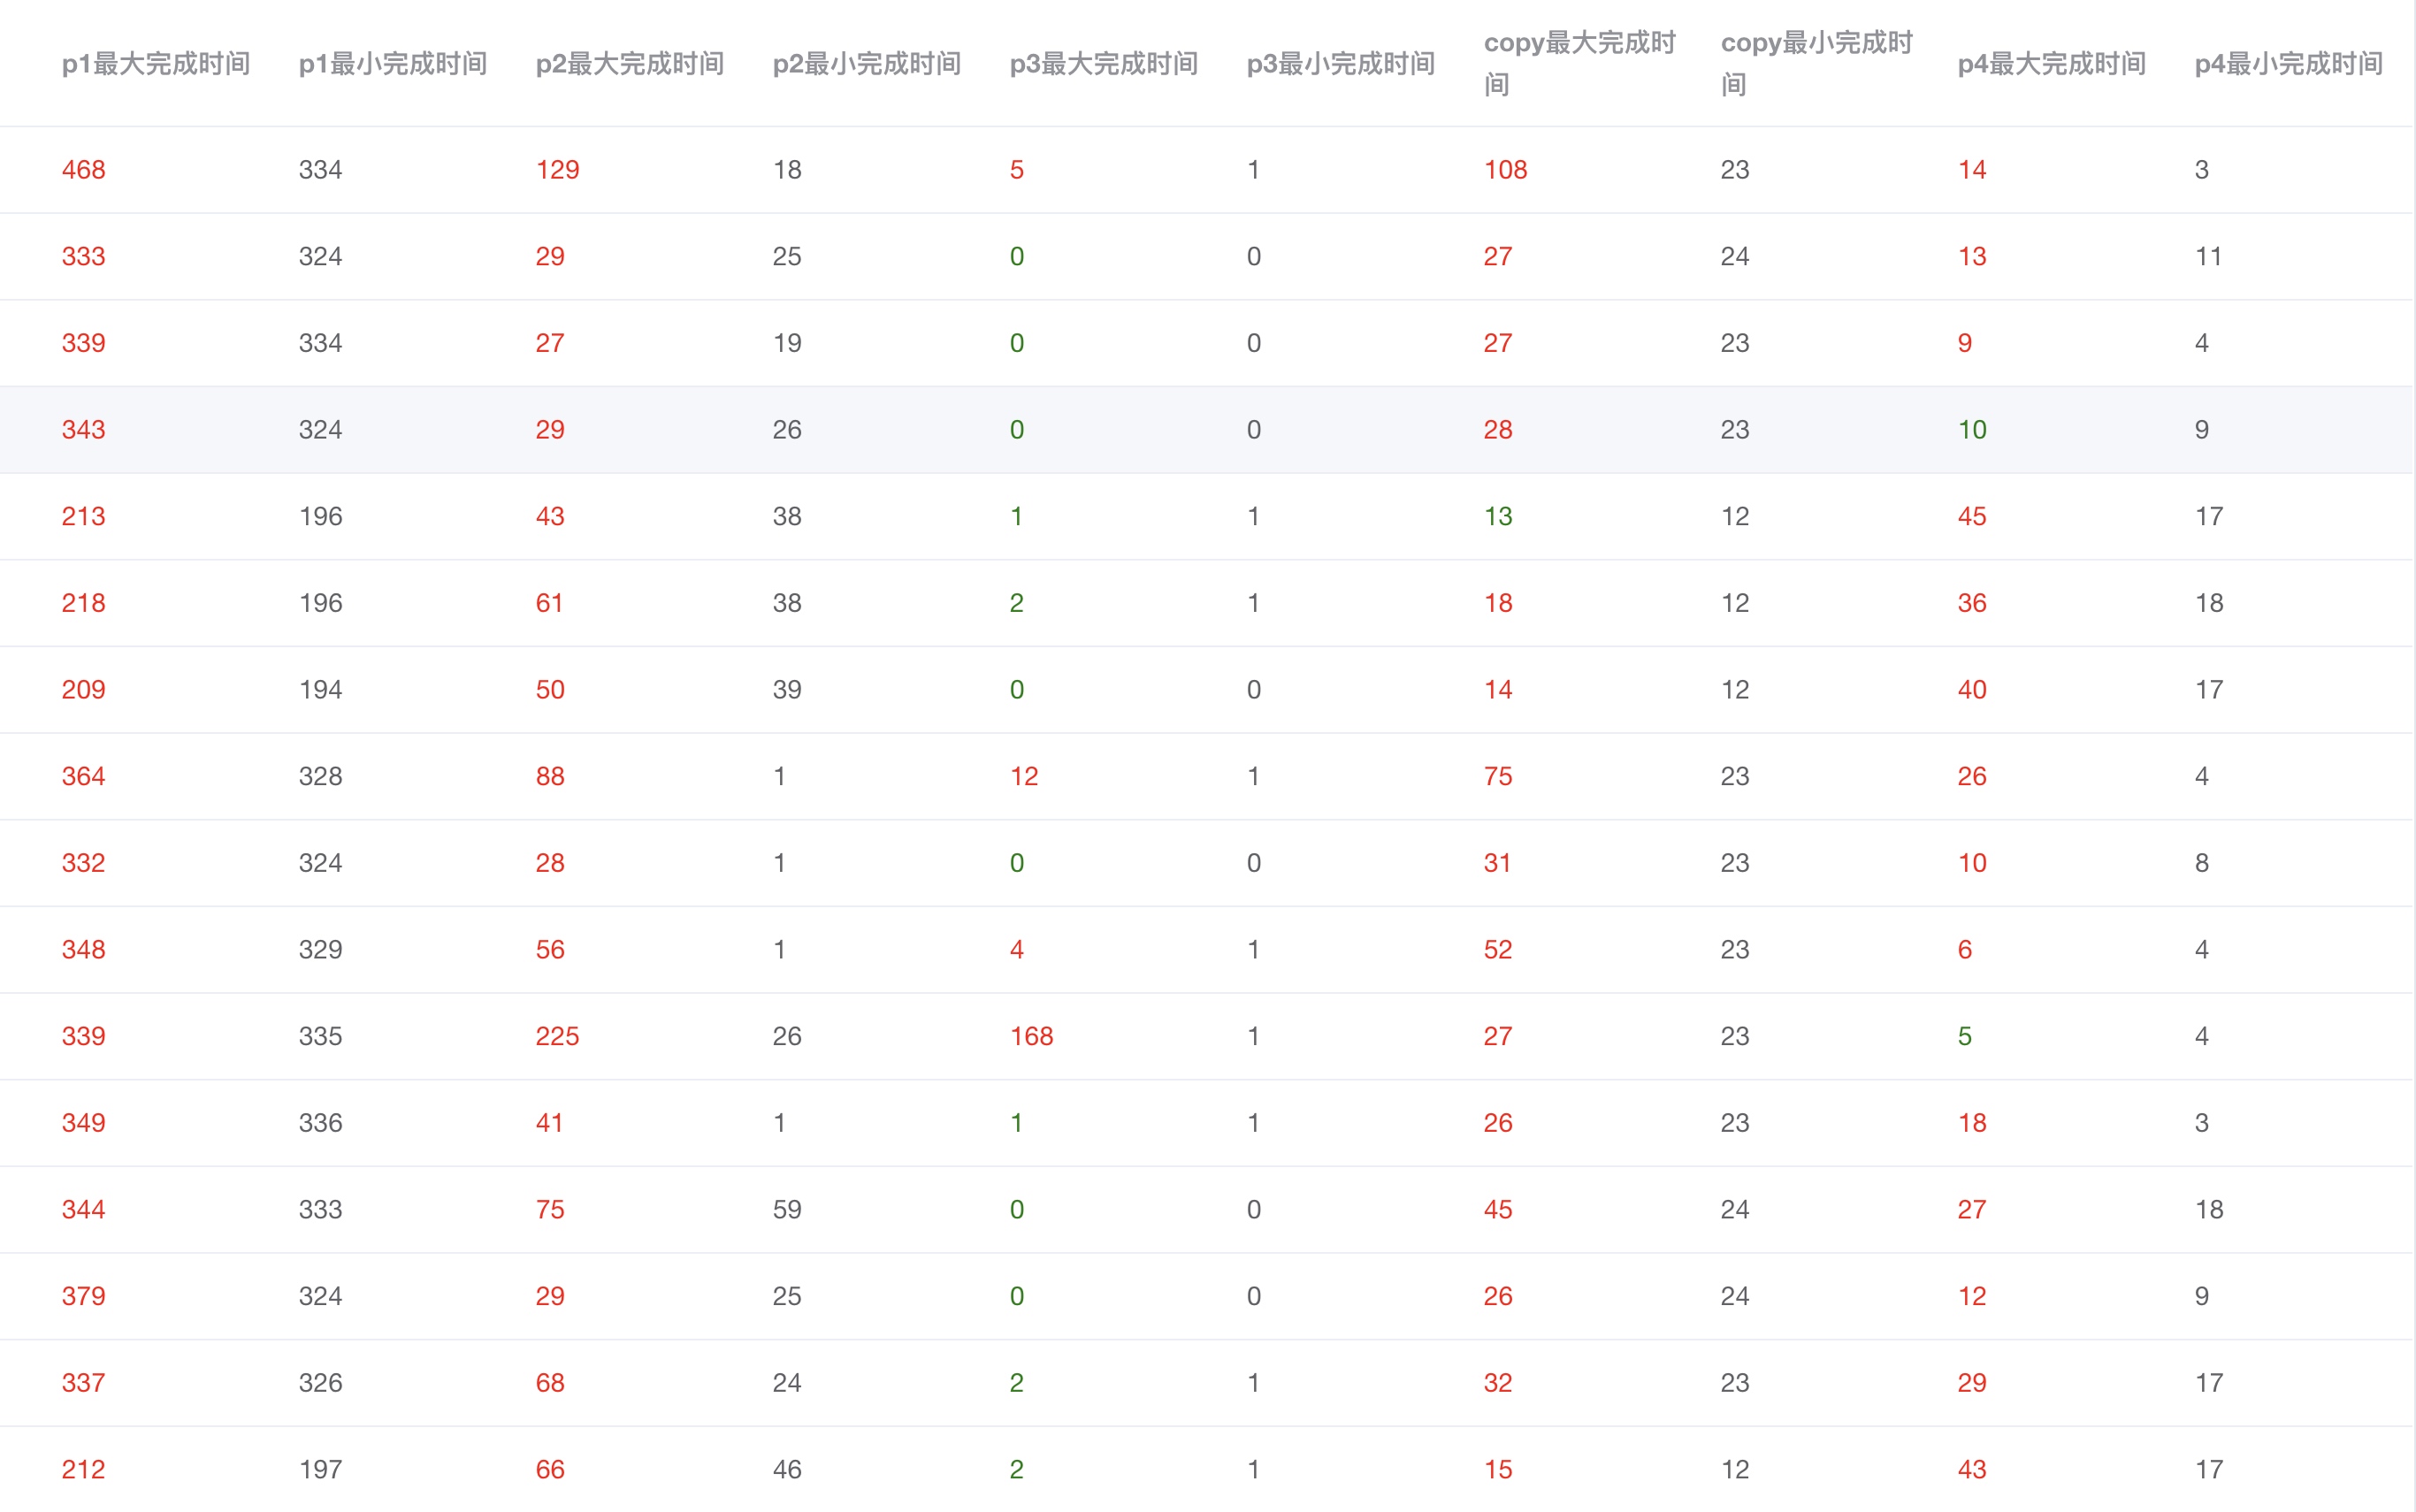 p1最大完成时间 p1最小完成时间 p2最大完成时间 p2最小完成时间 p3最大完成时间 p3最小完成时间 copy最大完成时间 copy最小完成时间 p4最大完成时间 p4最小完成时间
468 334 129 18 5 1 108 23 14 3
333 324 29 25 0 0 27 24 13 11
339 334 27 19 0 0 27 23 9 4
343 324 29 26 0 0 28 23 10 9
213 196 43 38 1 1 13 12 45 17
218 196 61 38 2 1 18 12 36 18
209 194 50 39 0 0 14 12 40 17
364 328 88 1 12 1 75 23 26 4
332 324 28 1 0 0 31 23 10 8
348 329 56 1 4 1 52 23 6 4
339 335 225 26 168 1 27 23 5 4
349 336 41 1 1 1 26 23 18 3
344 333 75 59 0 0 45 24 27 18
379 324 29 25 0 0 26 24 12 9
337 326 68 24 2 1 32 23 29 17
212 197 66 46 2 1 15 12 43 17